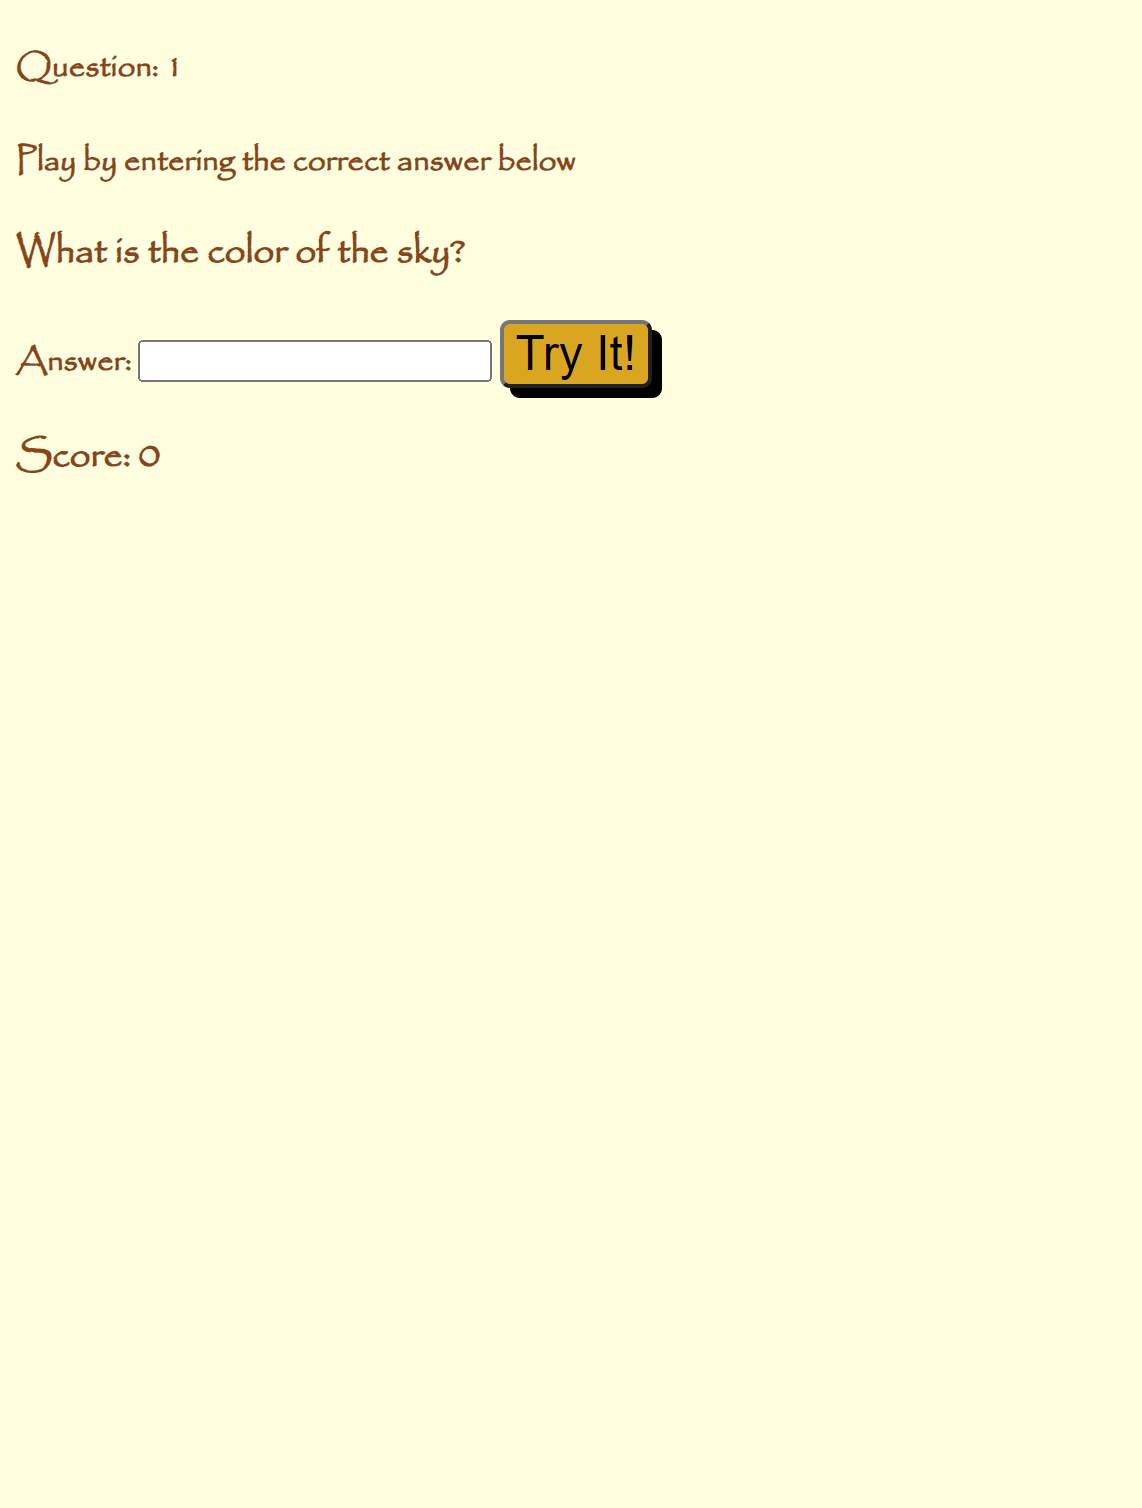 Question: 1
Play by entering the correct answer below
What is the color of the sky?
Answer: Try It!
Score: 0